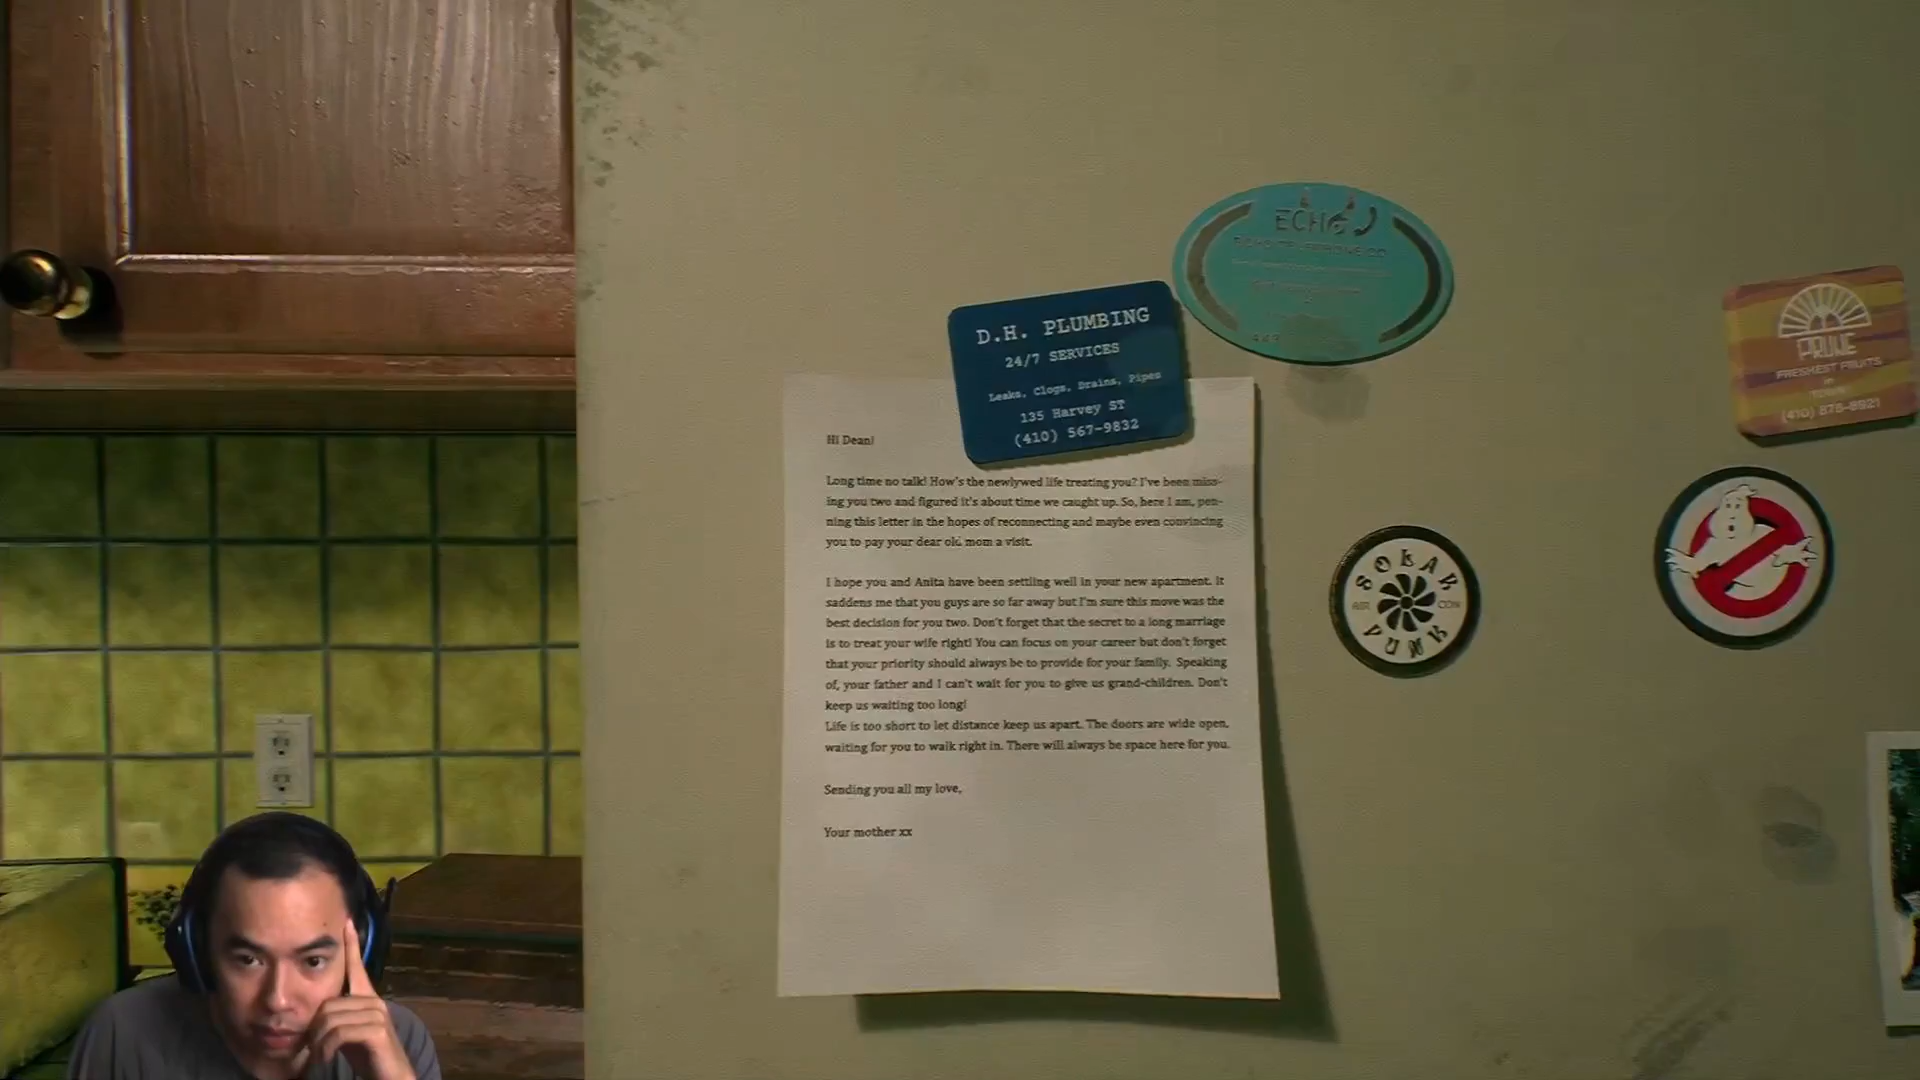 ECHO
D.H. PLUMBING
24/7 SERVICES
Leaks, Clogs, Drains, Pipes
135 Harvey ST
(410) 567-9832
PRUNE
FRESHEST FRUITS
in
TOWN
(410) 878-8921
Hi Dean!
Long time no talk! How's the newlywed life treating you? I've been miss-
ing you two and figured it's about time we caught up. So, here I am, pen-
ning this letter in the hopes of reconnecting and maybe even convincing
you to pay your dear ol' mom a visit.
I hope you and Anita have been settling well in your new apartment. It
saddens me that you guys are so far away but I'm sure this move was the
best decision for you two. Don't forget that the secret to a long marriage
is to treat your wife right! You can focus on your career but don't forget
that your priority should always be to provide for your family. Speaking
of, your father and I can't wait for you to give us grand-children. Don't
keep us waiting too long!
Life is too short to let distance keep us apart. The doors are wide open,
waiting for you to walk right in. There will always be space here for you.
Sending you all my love,
Your mother xx
SOLAR
AIR CON
PUNK